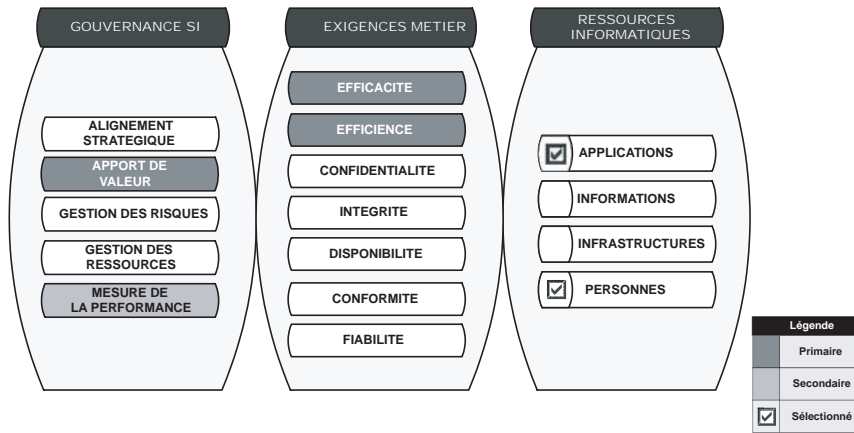 GOUVERNANCE SI
ALIGNEMENT
STRATEGIQUE
APPORT DE
VALEUR
GESTION DES RISQUES
GESTION DES
RESSOURCES
MESURE DE
LA PERFORMANCE
EXIGENCES METIER
EFFICACITE
EFFICIENCE
CONFIDENTIALITE
INTEGRITE
DISPONIBILITE
CONFORMITE
FIABILITE
RESSOURCES
INFORMATIQUES
APPLICATIONS
INFORMATIONS
INFRASTRUCTURES
PERSONNES
Légende
Primaire
Secondaire
Sélectionné